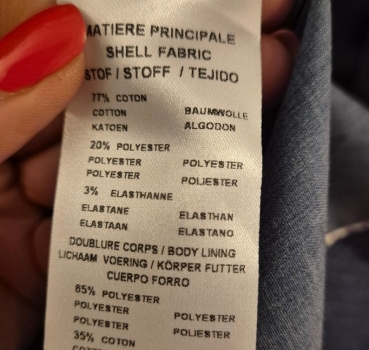 MATIERE PRINCIPALE
SHELL FABRIC
STOF / STOFF / TEJIDO
77% COTON
COTTON BAUMWOLLE
KATOEN ALGODON
20% POLYESTER
POLYESTER POLYESTER
POLYESTER POLIESTER
3% ELASTHANNE
ELASTANE ELASTHAN
ELASTAAN ELASTANO
DOUBLURE CORPS / BODY LINING
LICHAAM VOERING / KÖRPER FUTTER
CUERPO FORRO
65% POLYESTER
POLYESTER POLYESTER
POLYESTER POLIESTER
35% COTON